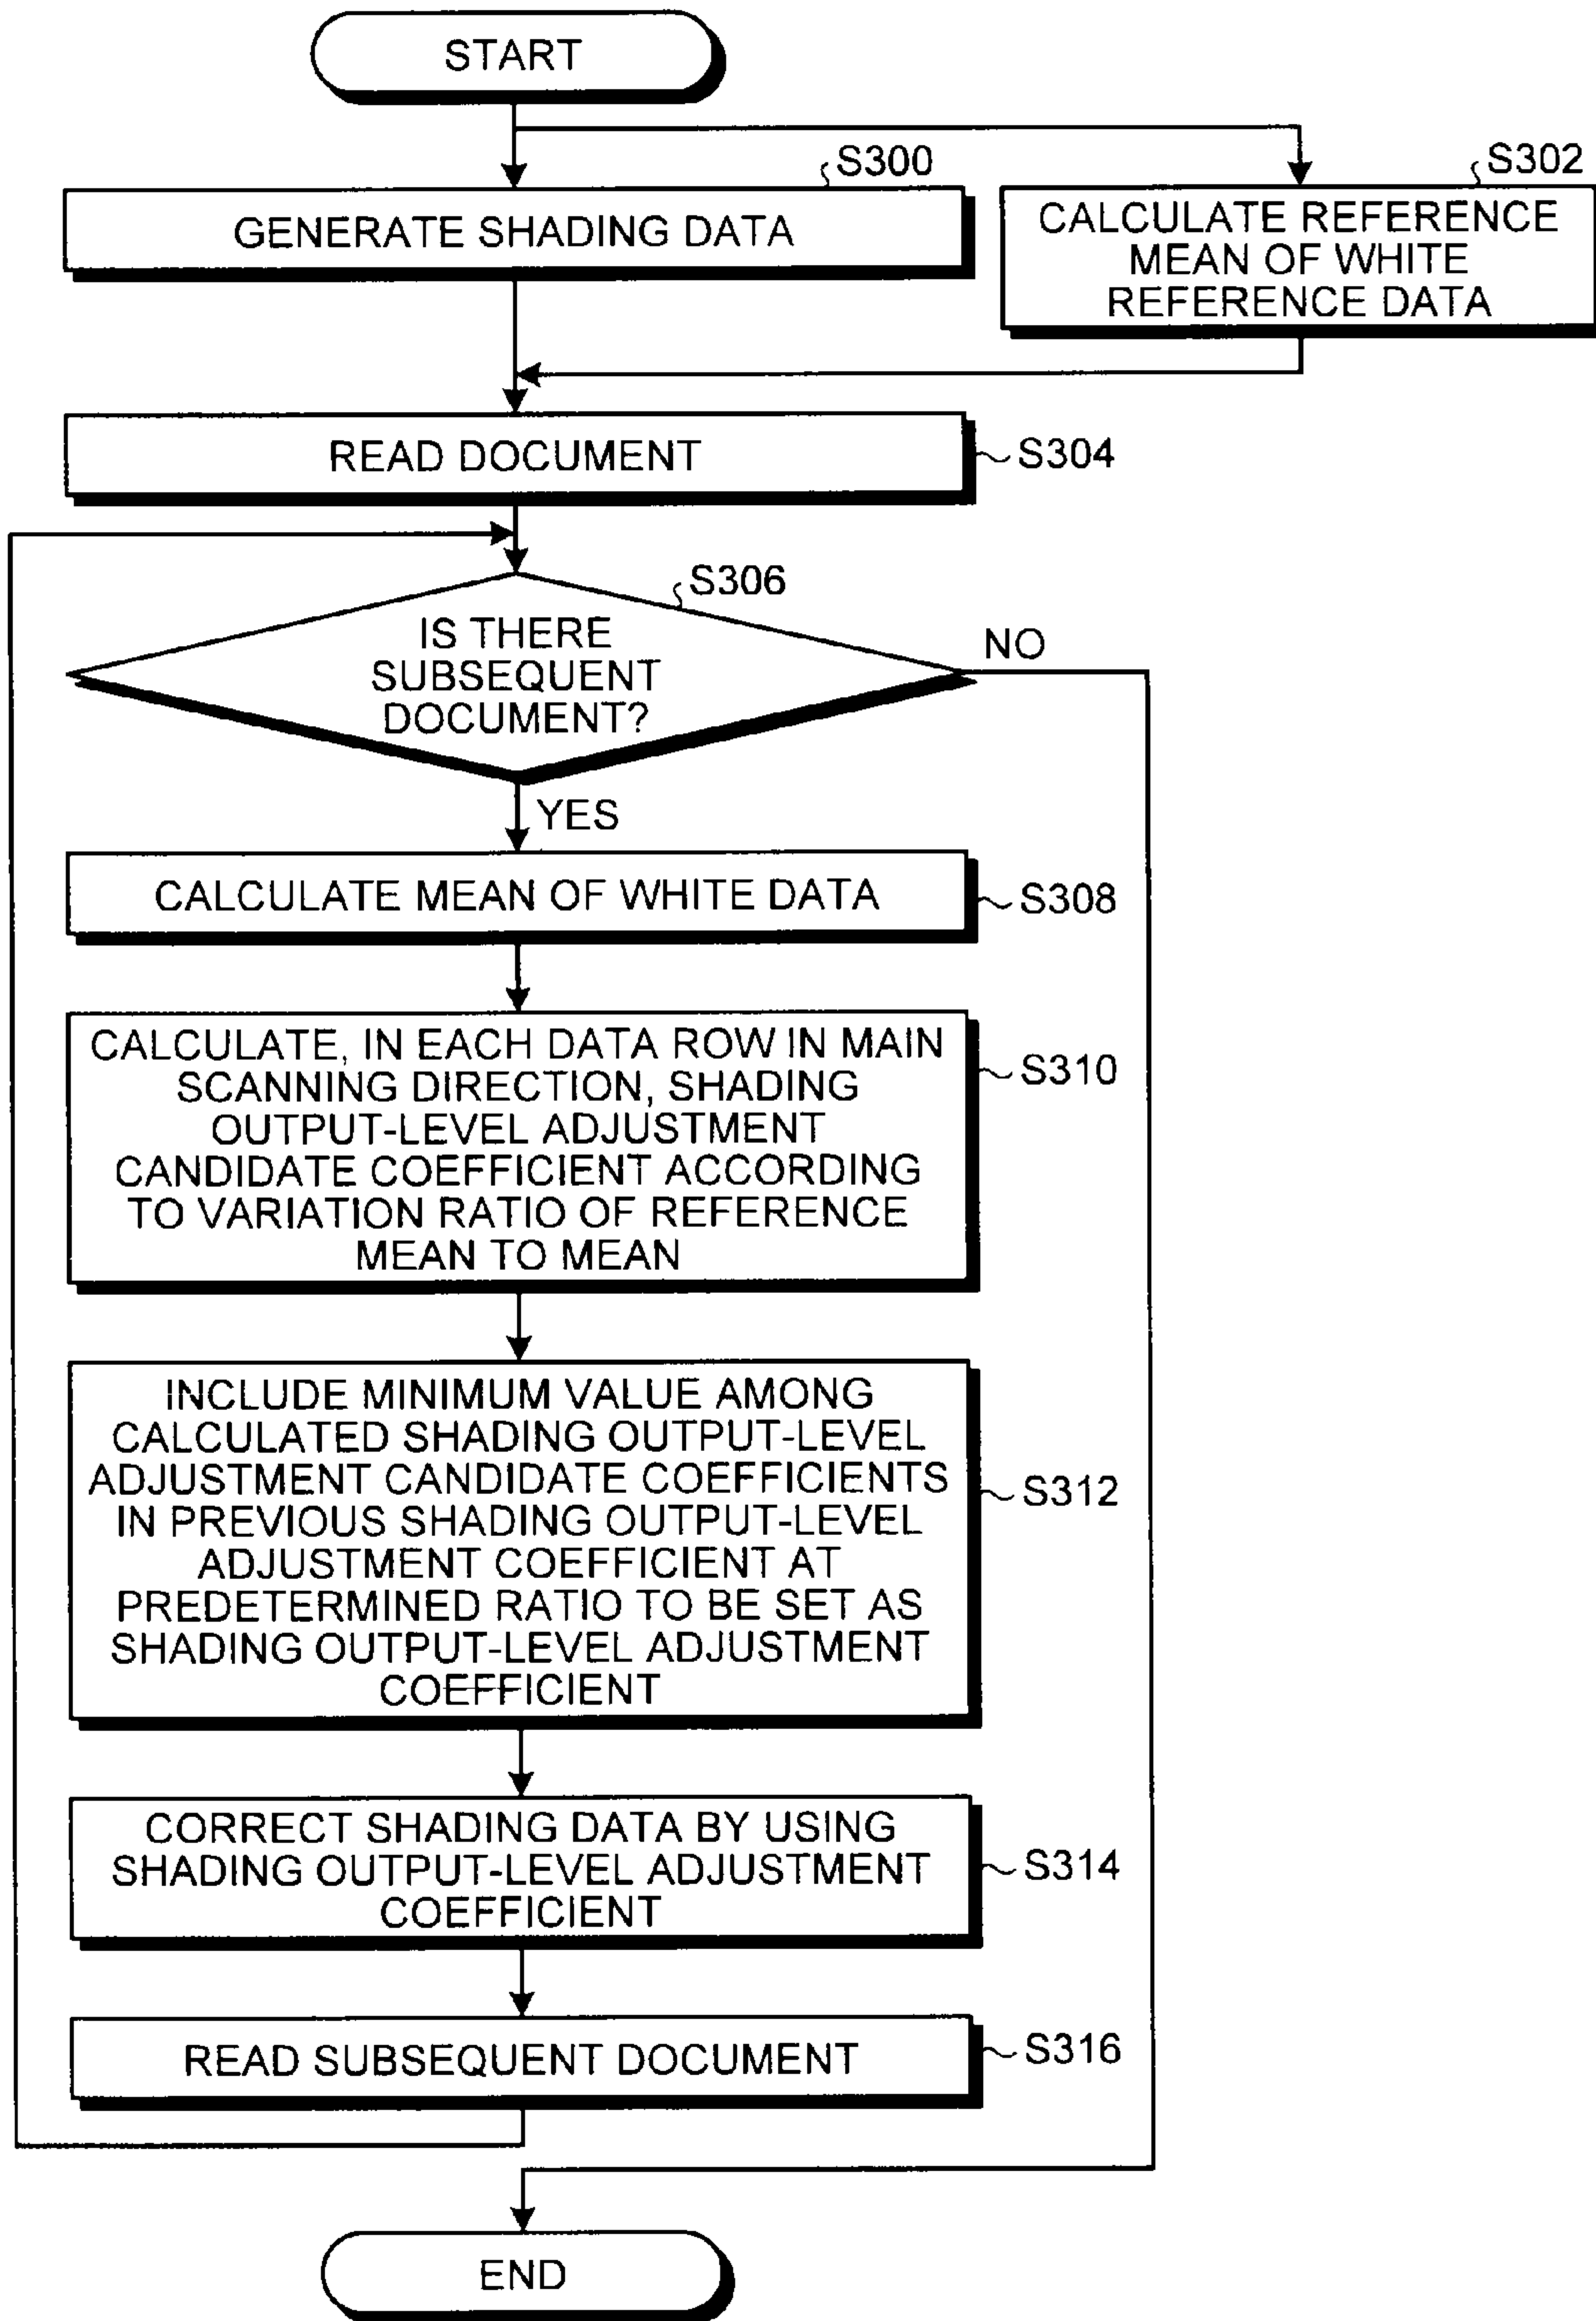 START
S300
GENERATE SHADING DATA
S302
CALCULATE REFERENCE
MEAN OF WHITE
REFERENCE DATA
READ DOCUMENT
S304
S306
IS THERE
SUBSEQUENT
DOCUMENT?
NO
YES
CALCULATE MEAN OF WHITE DATA
S308
CALCULATE, IN EACH DATA ROW IN MAIN
SCANNING DIRECTION, SHADING
OUTPUT-LEVEL ADJUSTMENT
CANDIDATE COEFFICIENT ACCORDING
TO VARIATION RATIO OF REFERENCE
MEAN TO MEAN
S310
INCLUDE MINIMUM VALUE AMONG
CALCULATED SHADING OUTPUT-LEVEL
ADJUSTMENT CANDIDATE COEFFICIENTS
IN PREVIOUS SHADING OUTPUT-LEVEL
ADJUSTMENT COEFFICIENT AT
PREDETERMINED RATIO TO BE SET AS
SHADING OUTPUT-LEVEL ADJUSTMENT
COEFFICIENT
S312
CORRECT SHADING DATA BY USING
SHADING OUTPUT-LEVEL ADJUSTMENT
COEFFICIENT
S314
READ SUBSEQUENT DOCUMENT
S316
END